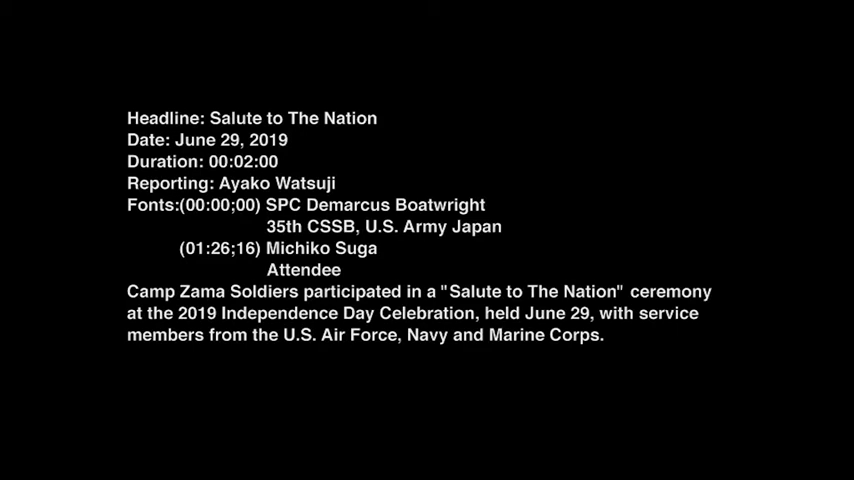 Headline: Salute to The Nation
Date: June 29, 2019
Duration: 00:02:00
Reporting: Ayako Watsuji
Fonts:(00:00;00) SPC Demarcus Boatwright
35th CSSB, U.S. Army Japan
(01:26;16) Michiko Suga
Attendee
Camp Zama Soldiers participated in a "Salute to The Nation" ceremony
at the 2019 Independence Day Celebration, held June 29, with service
members from the U.S. Air Force, Navy and Marine Corps.